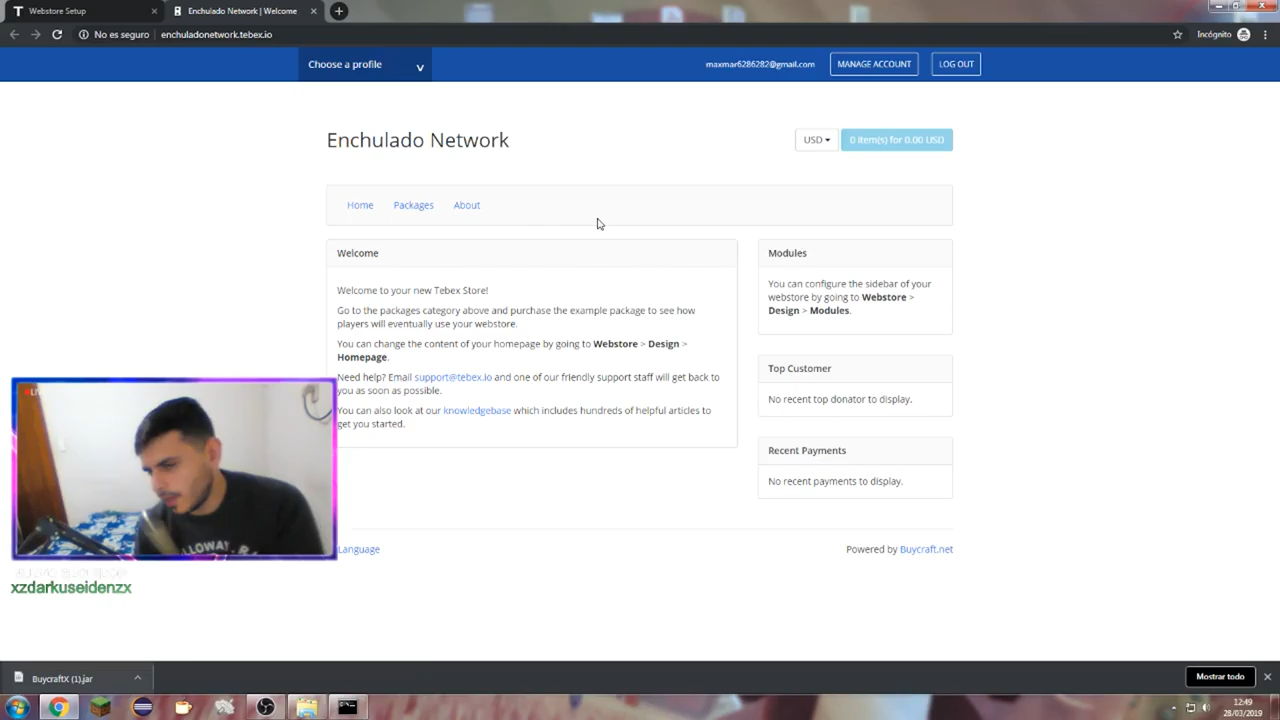 Webstore Setup
Enchulado Network | Welcome
No es seguro
enchuladonetwork.tebex.io
Incógnito
Choose a profile
maxmar6286282@gmail.com
MANAGE ACCOUNT
LOG OUT
Enchulado Network
USD
0 item(s) for 0.00 USD
Home
Packages
About
Welcome
Welcome to your new Tebex Store!
Go to the packages category above and purchase the example package to see how
players will eventually use your webstore.
You can change the content of your homepage by going to Webstore > Design >
Homepage.
Need help? Email support@tebex.io and one of our friendly support staff will get back to
you as soon as possible.
You can also look at our knowledgebase which includes hundreds of helpful articles to
get you started.
Modules
You can configure the sidebar of your
webstore by going to Webstore >
Design > Modules.
Top Customer
No recent top donator to display.
Recent Payments
No recent payments to display.
Language
Powered by Buycraft.net
xzdarkuseidenzx
BuycraftX (1).jar
Mostrar todo
12:49
28/03/2019